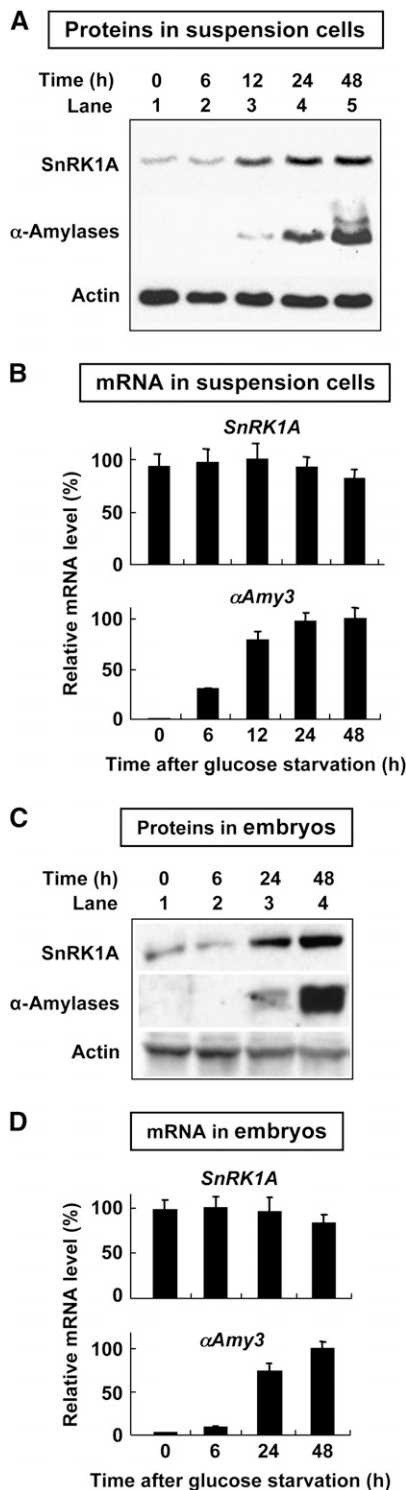 A
Proteins in suspension cells
Time (h) 0 6 12 24 48
Lane 1 2 3 4 5
SnRK1A
α-Amylases
Actin
B
mRNA in suspension cells
SnRK1A
100
50
0
Relative mRNA level (%)
αAmy3
100
50
0
0 6 12 24 48
Time after glucose starvation (h)
C
Proteins in embryos
Time (h) 0 6 24 48
Lane 1 2 3 4
SnRK1A
α-Amylases
Actin
D
mRNA in embryos
SnRK1A
100
50
0
Relative mRNA level (%)
αAmy3
100
50
0
0 6 24 48
Time after glucose starvation (h)